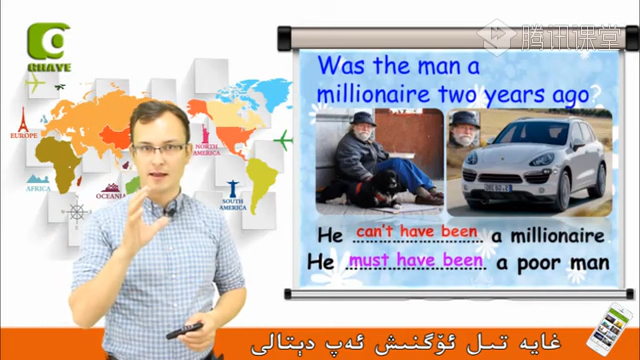 GHAYE
腾讯课堂
Was the man a
millionaire two years ago?
EUROPE
NORTH
AMERICA
AFRICA
OCEANIA
SOUTH
AMERICA
He can't have been a millionaire
He must have been a poor man
غايە تىل ئۆگىنىش ئەپ دېتالى